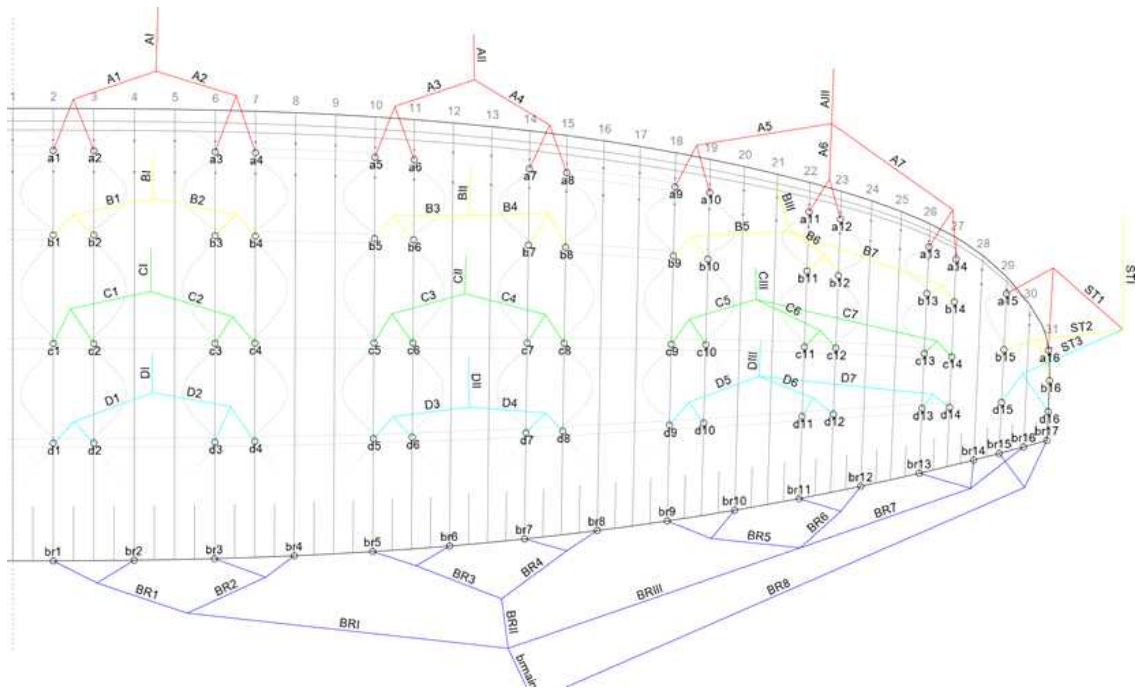 AI
A1 A2
AII
A3 A4
AIII
A5 A6 A7
1 2 3 4 5 6 7 8 9 10 11 12 13 14 15 16 17 18 19 20 21 22 23 24 25 26 27 28 29 30 31
a1 a2 a3 a4 a5 a6 a7 a8 a9 a10 a11 a12 a13 a14 a15 a16
BI BII BIII
B1 B2 B3 B4 B5 B6 B7
b1 b2 b3 b4 b5 b6 b7 b8 b9 b10 b11 b12 b13 b14 b15 b16
STI
ST1
ST2
ST3
CI CII CIII
C1 C2 C3 C4 C5 C6 C7
c1 c2 c3 c4 c5 c6 c7 c8 c9 c10 c11 c12 c13 c14
DI DII DIII
D1 D2 D3 D4 D5 D6 D7
d1 d2 d3 d4 d5 d6 d7 d8 d9 d10 d11 d12 d13 d14 d15 d16
br1 br2 br3 br4 br5 br6 br7 br8 br9 br10 br11 br12 br13 br14 br15 br16 br17
BR1 BR2 BR3 BR4 BR5 BR6 BR7
BRI BRII BRIII BR8
brmain